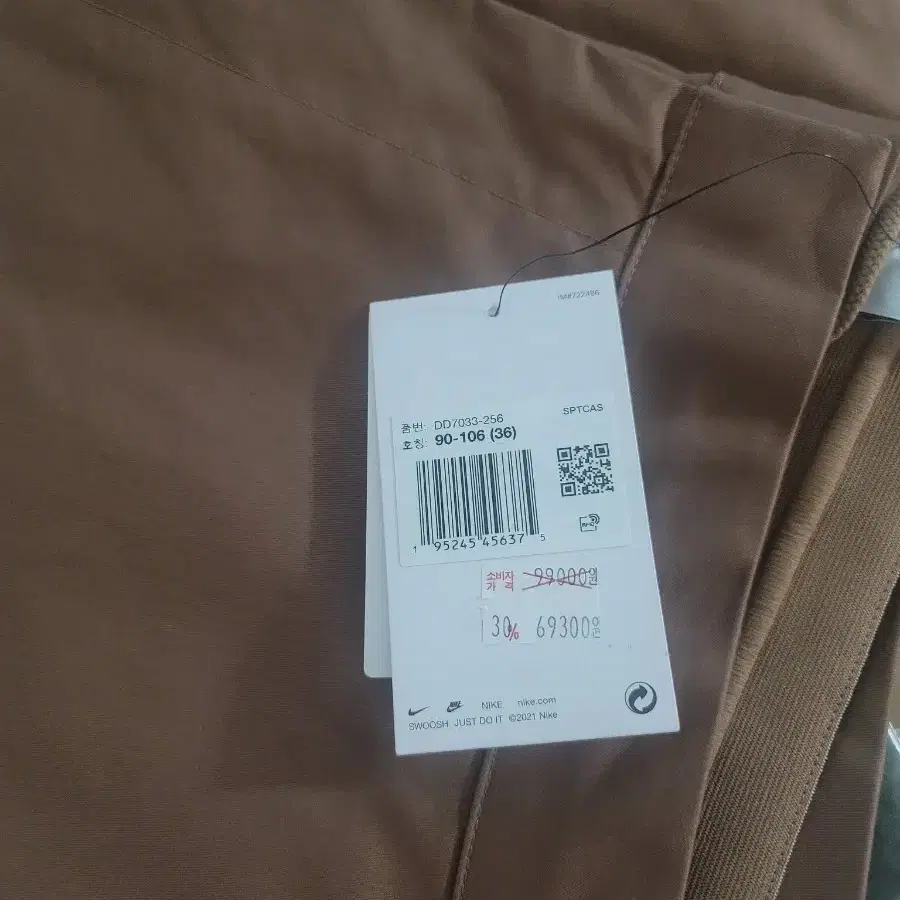 IM#722486
SPTCAS
품번: DD7033-256
호칭: 90-106 (36)
1 95245 45637 5
소비자
가 격 99000원
30% 69300원
NIKE nike.com
SWOOSH JUST DO IT ©2021 Nike